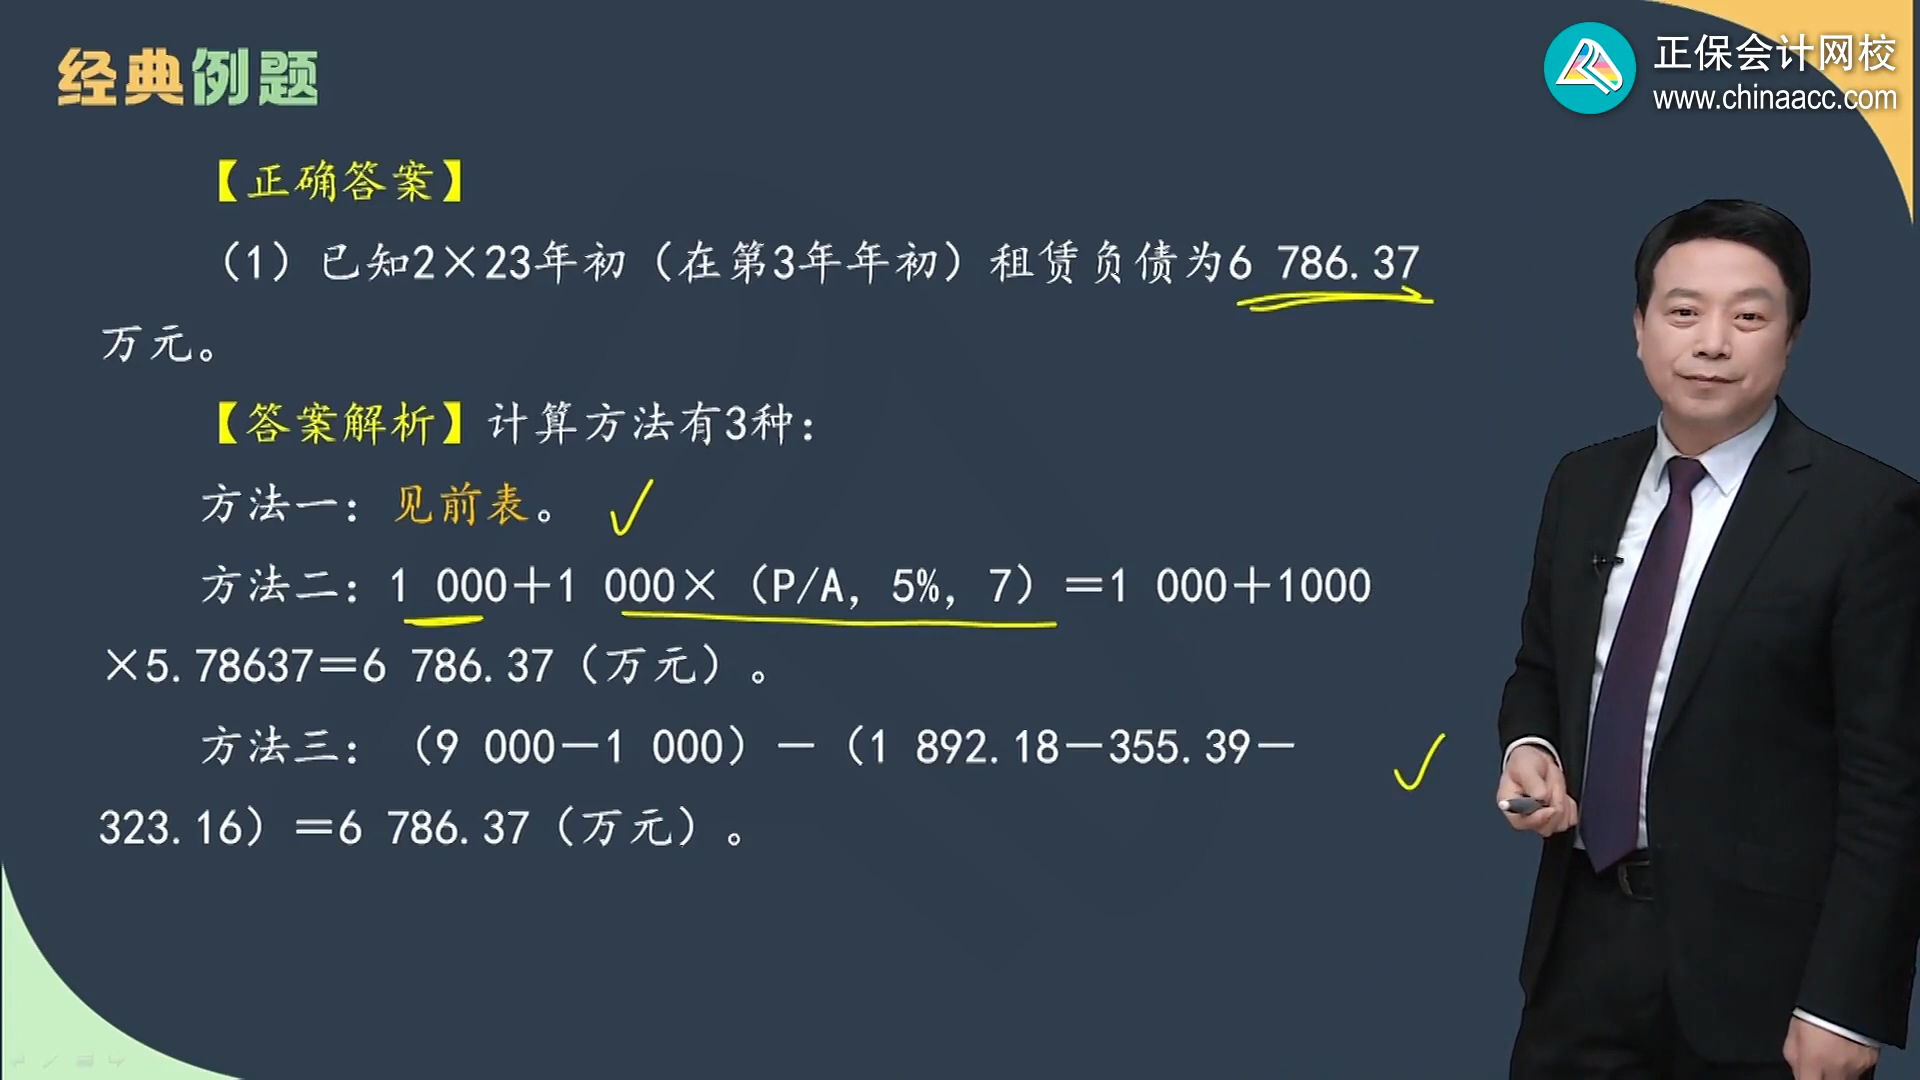 经典例题
正保会计网校
www.chinaacc.com
【正确答案】
（1）已知2×23年初（在第3年年初）租赁负债为6 786.37
万元。
【答案解析】计算方法有3种：
方法一：见前表。
方法二：1 000＋1 000×（P/A，5%，7）＝1 000＋1000
×5.78637＝6 786.37（万元）。
方法三：（9 000－1 000）－（1 892.18－355.39－
323.16）＝6 786.37（万元）。